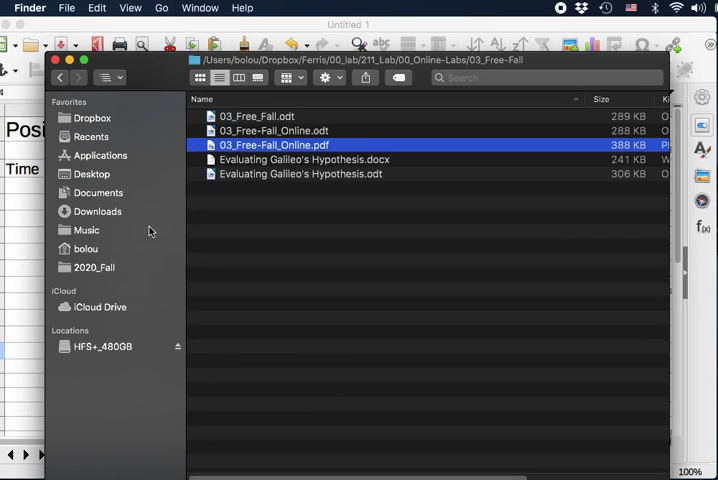 Finder File Edit View Go Window Help
Untitled 1
/Users/bolou/Dropbox/Ferris/00_lab/211_Lab/00_Online-Labs/03_Free-Fall
Search
Favorites
Dropbox
Recents
Applications
Desktop
Documents
Downloads
Music
bolou
2020_Fall
iCloud
iCloud Drive
Locations
HFS+_480GB
Name Size Ki
03_Free_Fall.odt 289 KB O
03_Free-Fall_Online.odt 288 KB O
03_Free-Fall_Online.pdf 388 KB P
Evaluating Galileo's Hypothesis.docx 241 KB W
Evaluating Galileo's Hypothesis.odt 306 KB O
4
Posi
Time
f(x)
100%